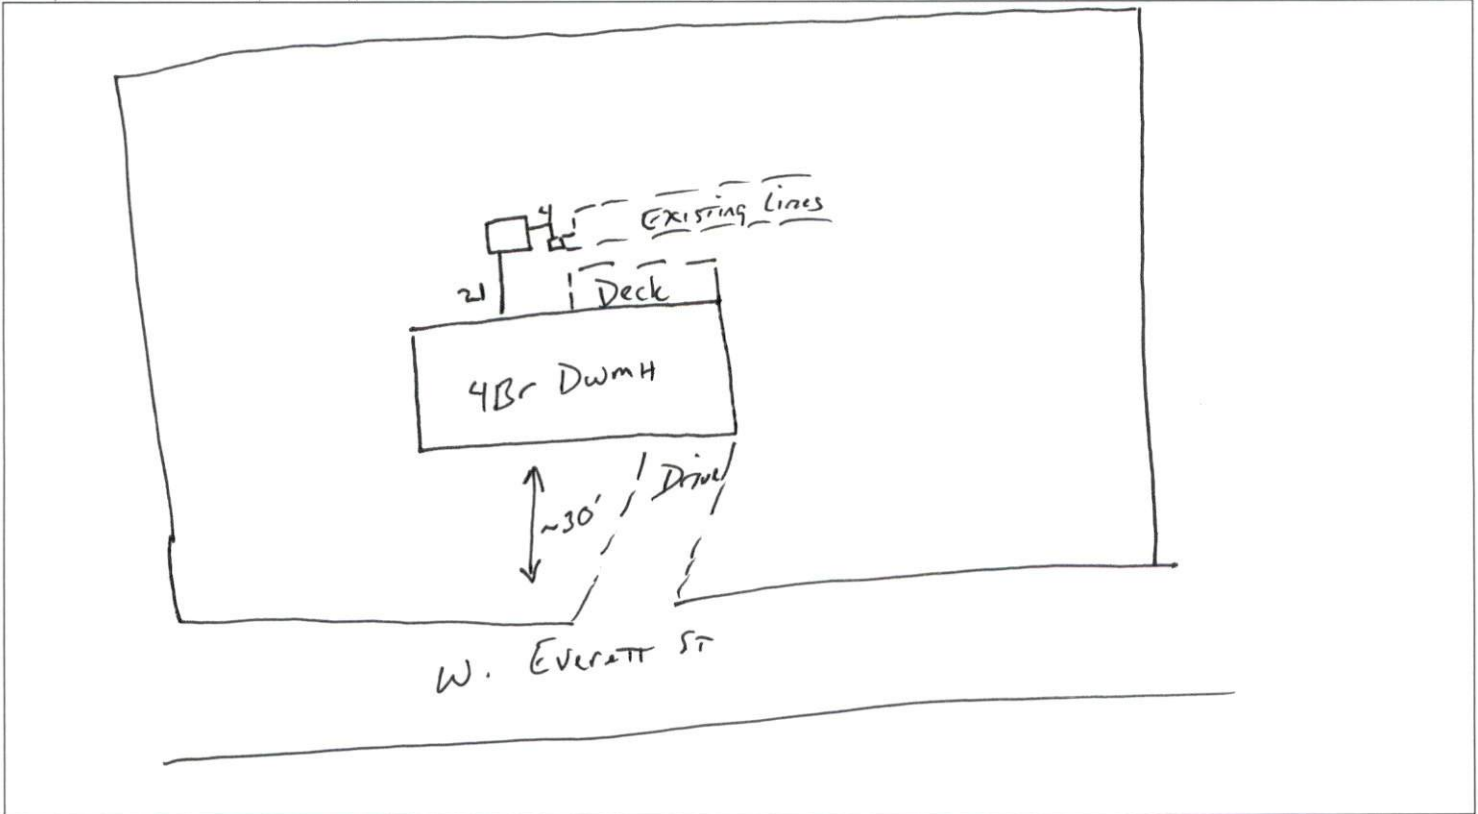 4
Existing Lines
21
Deck
4Br DWMH
~30'
Drive
W. Everett ST